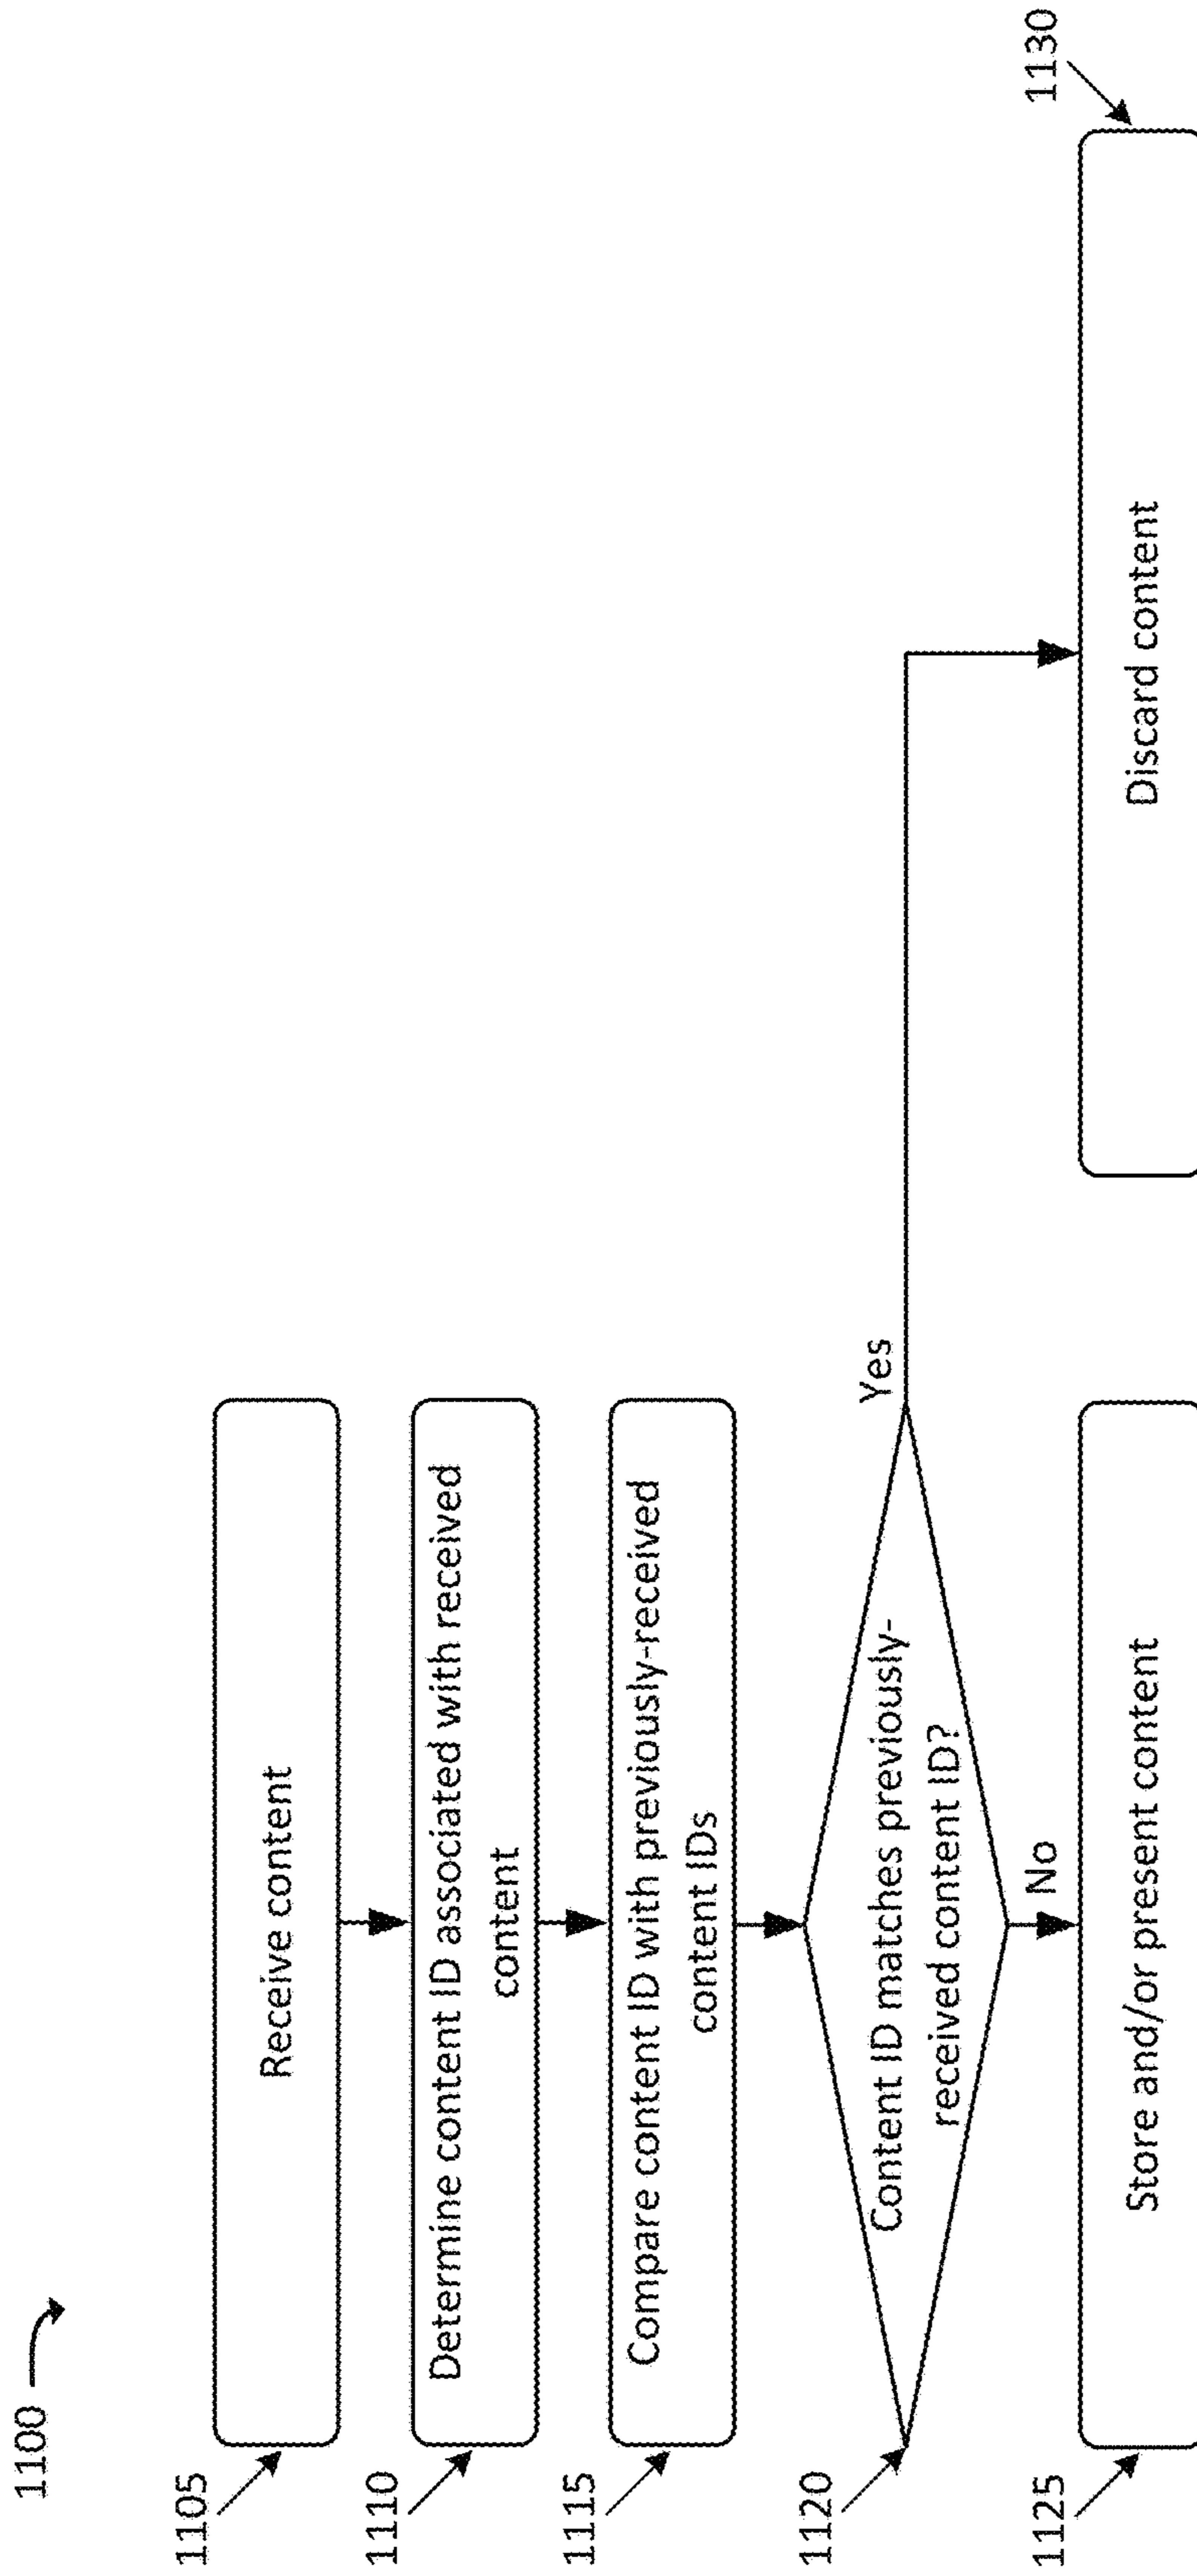 1100
1105
Receive content
1110
Determine content ID associated with received
content
1115
Compare content ID with previously-received
content IDs
1120
Content ID matches previously-
received content ID?
Yes
No
1125
Store and/or present content
1130
Discard content